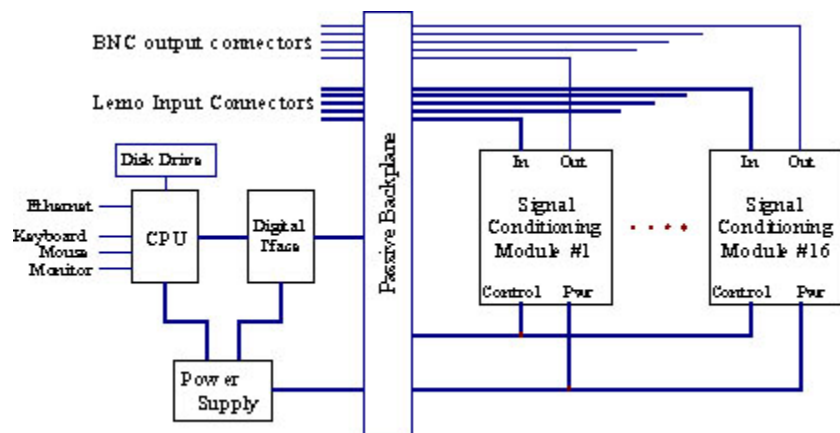 BNC output connectors
Lemo Input Connectors
Disk Drive
Ethernet
Keyboard
Mouse
Monitor
CPU
Digital
I'face
Power
Supply
Passive Backplane
In Out
Signal
Conditioning
Module #1
Control Pwr
In Out
Signal
Conditioning
Module #16
Control Pwr